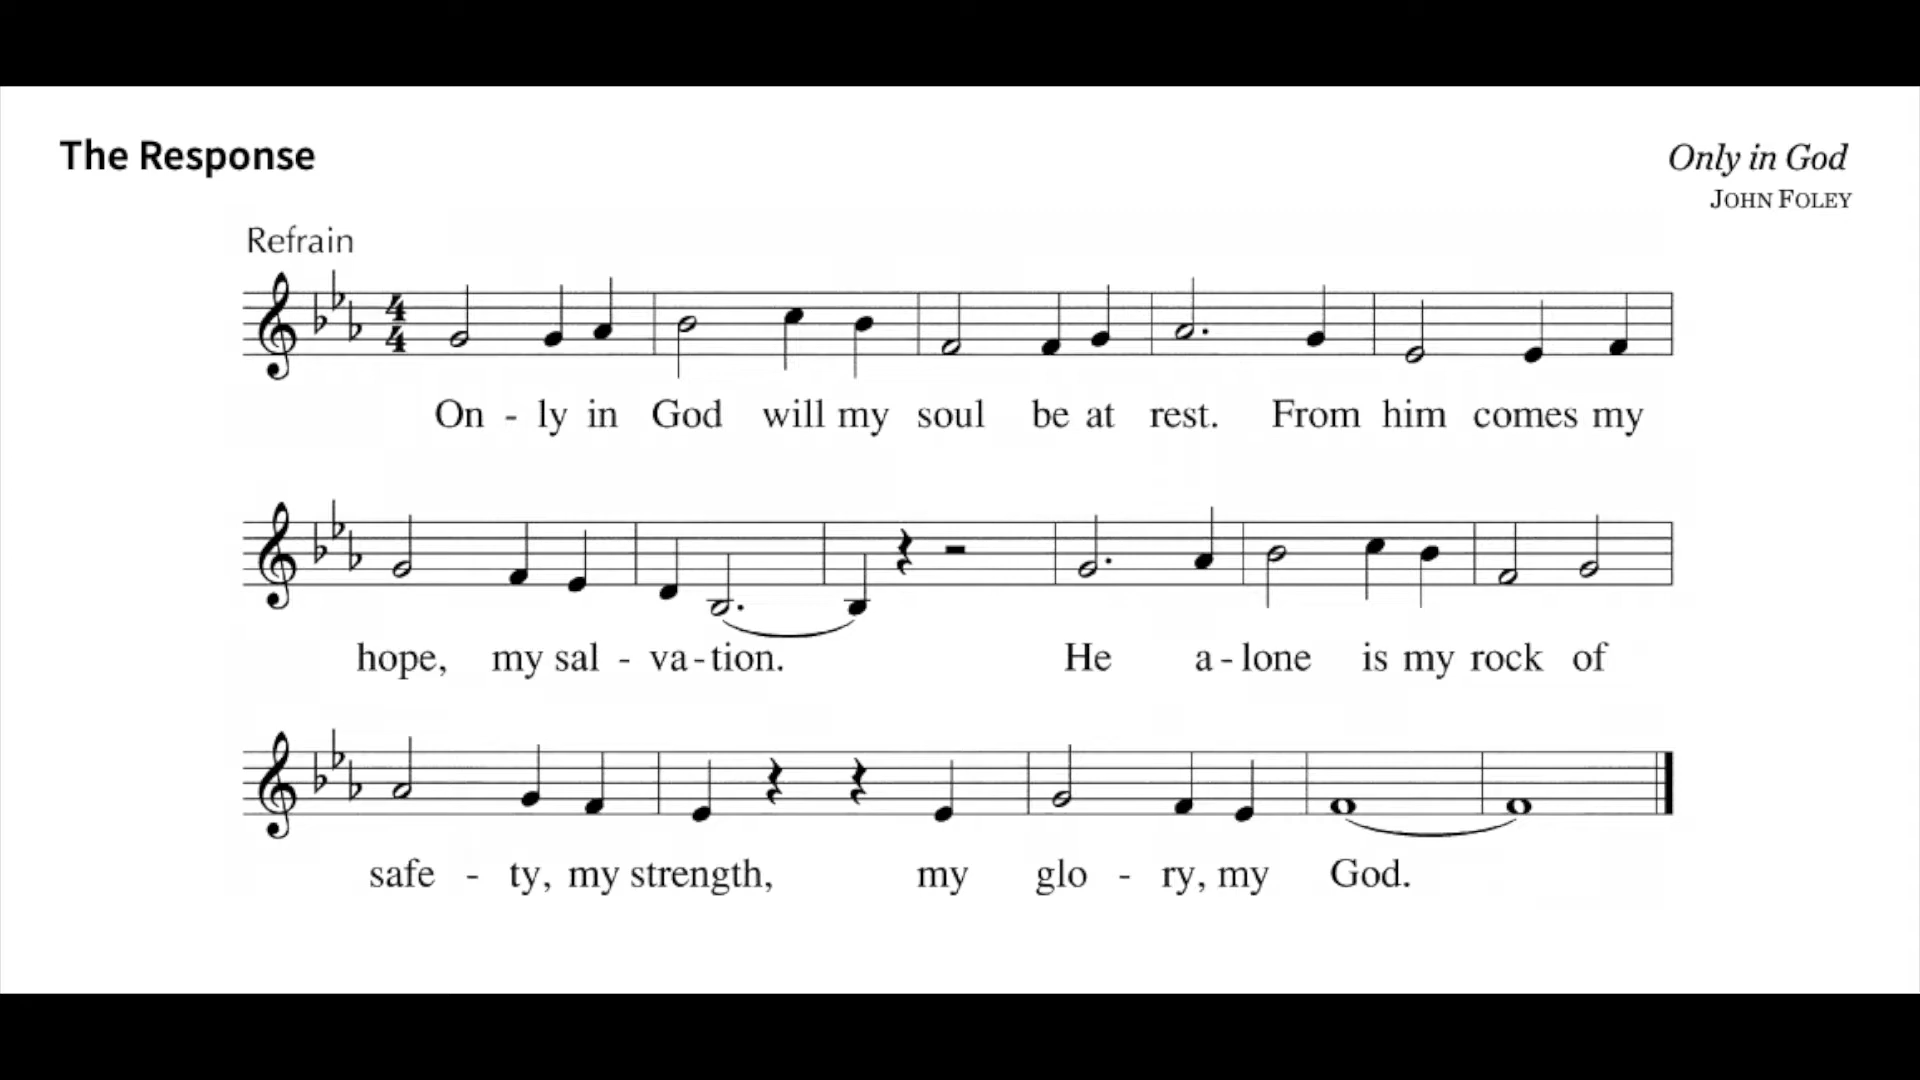 The Response
Only in God
JOHN FOLEY
Refrain
4
4
On - ly in God will my soul be at rest. From him comes my
hope, my sal - va - tion. He a - lone is my rock of
safe - ty, my strength, my glo - ry, my God.